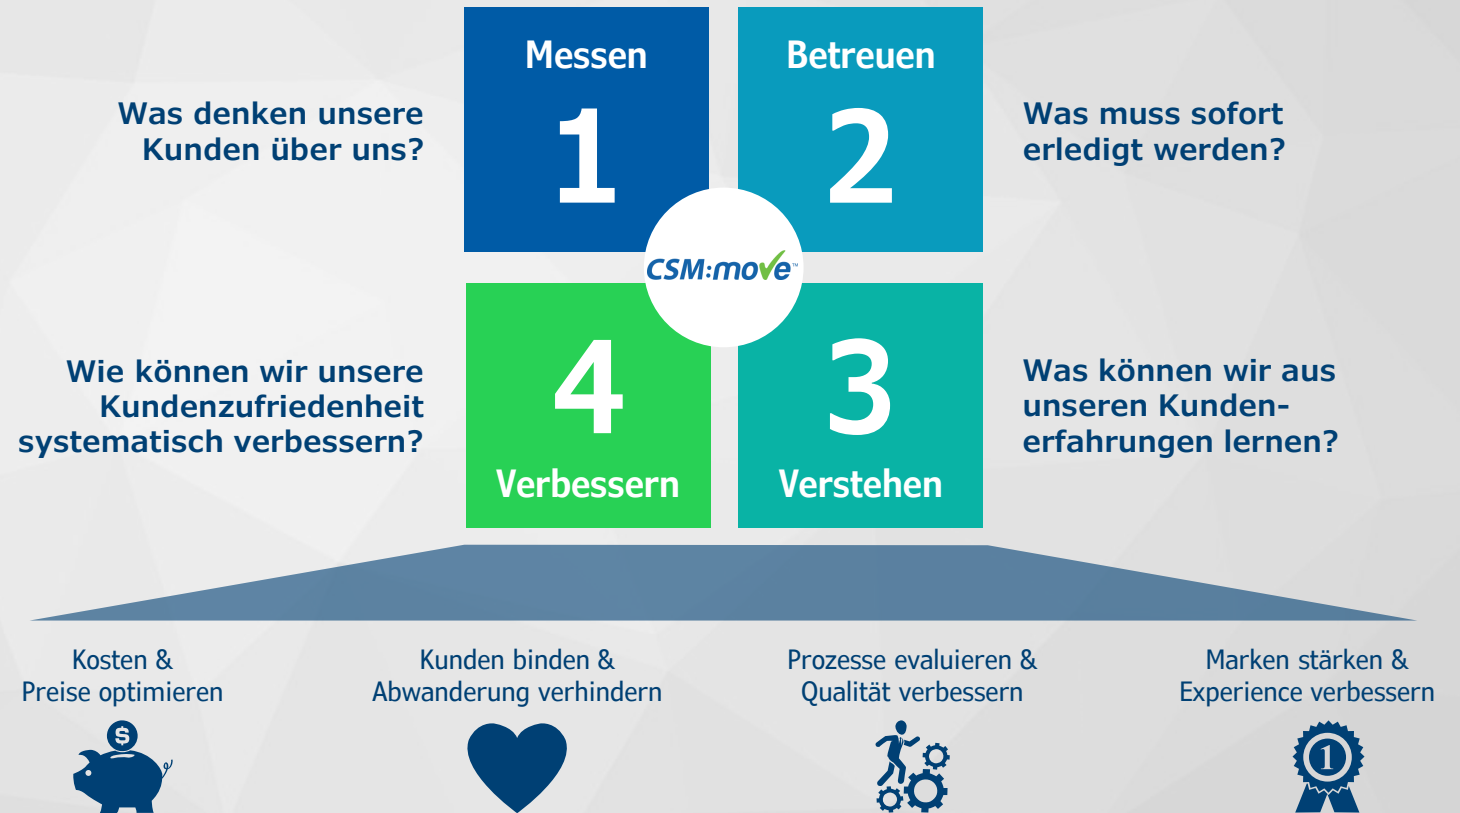 Messen
1
Betreuen
2
Was denken unsere
Kunden über uns?
Was muss sofort
erledigt werden?
CSM:move™
4
Verbessern
3
Verstehen
Wie können wir unsere
Kundenzufriedenheit
systematisch verbessern?
Was können wir aus
unseren Kunden-
erfahrungen lernen?
Kosten &
Preise optimieren
Kunden binden &
Abwanderung verhindern
Prozesse evaluieren &
Qualität verbessern
Marken stärken &
Experience verbessern
$
1